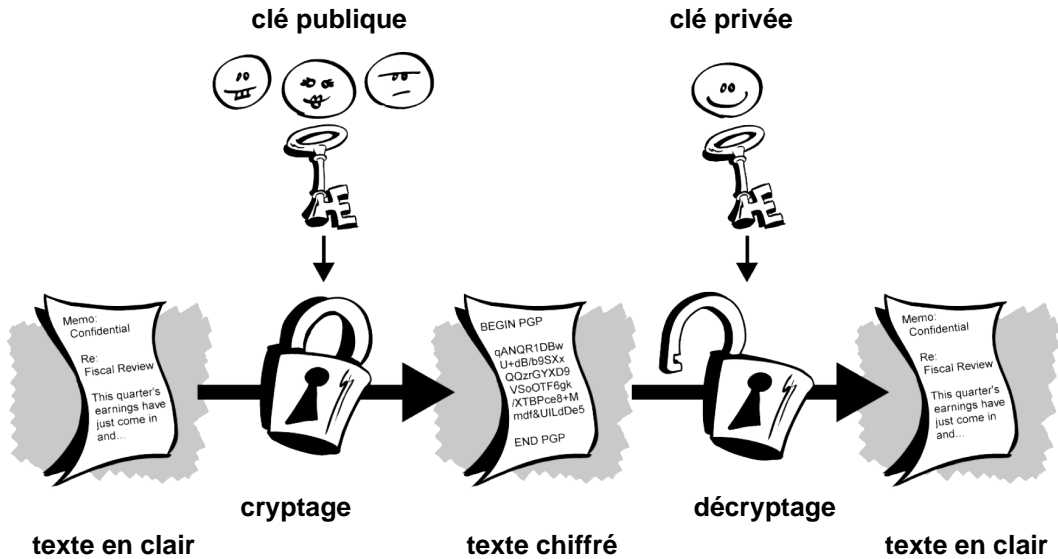 clé publique
clé privée
Memo:
Confidential
Re:
Fiscal Review
This quarter's
earnings have
just come in
and...
BEGIN PGP
qANQR1DBw
U+dB/b9SXx
QQzrGYXD9
VSoOTF6gk
/XTBPce8+M
mdf&UILdDe5
END PGP
Memo:
Confidential
Re:
Fiscal Review
This quarter's
earnings have
just come in
and...
cryptage
décryptage
texte en clair
texte chiffré
texte en clair